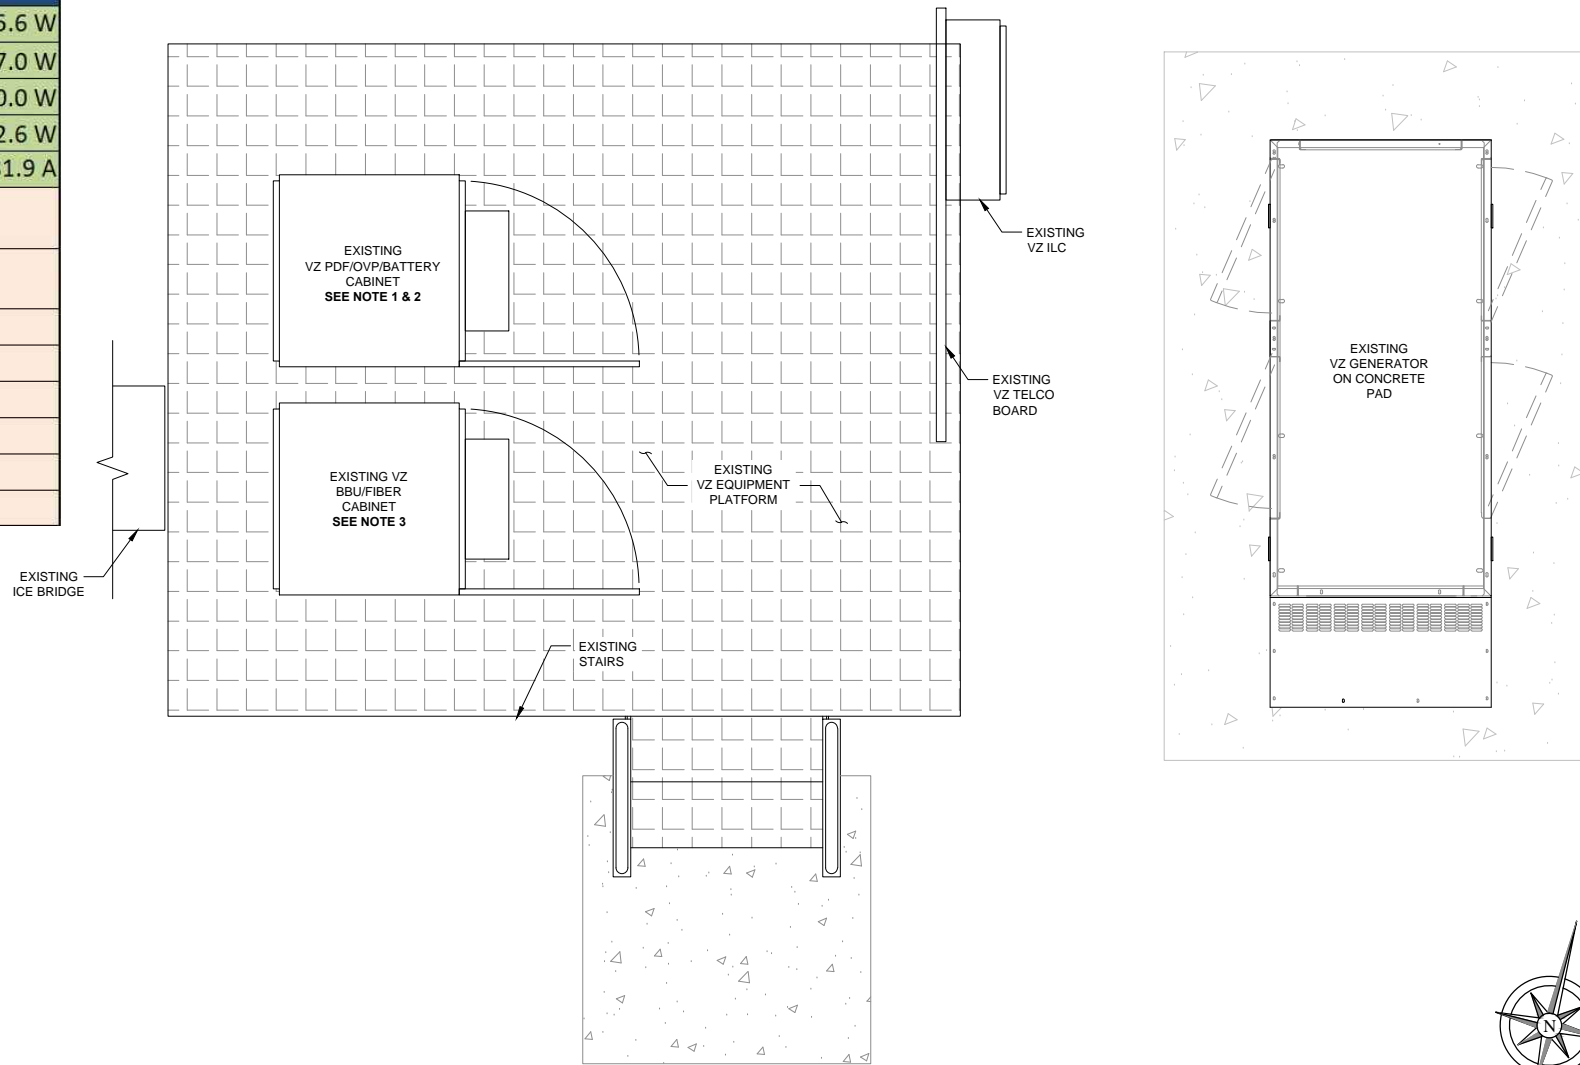 5.6 W
7.0 W
0.0 W
2.6 W
31.9 A
EXISTING
VZ PDF/OVP/BATTERY
CABINET
SEE NOTE 1 & 2
EXISTING
VZ ILC
EXISTING
VZ TELCO
BOARD
EXISTING VZ
BBU/FIBER
CABINET
SEE NOTE 3
EXISTING
VZ EQUIPMENT
PLATFORM
EXISTING
ICE BRIDGE
EXISTING
STAIRS
EXISTING
VZ GENERATOR
ON CONCRETE
PAD
N